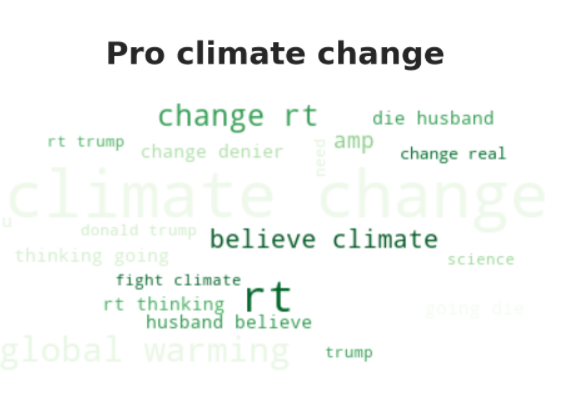 Pro climate change
change rt
die husband
rt trump
amp
change denier
need
change real
climate change
u
donald trump
believe climate
thinking going
science
fight climate
rt
rt thinking
going die
husband believe
global warming
trump